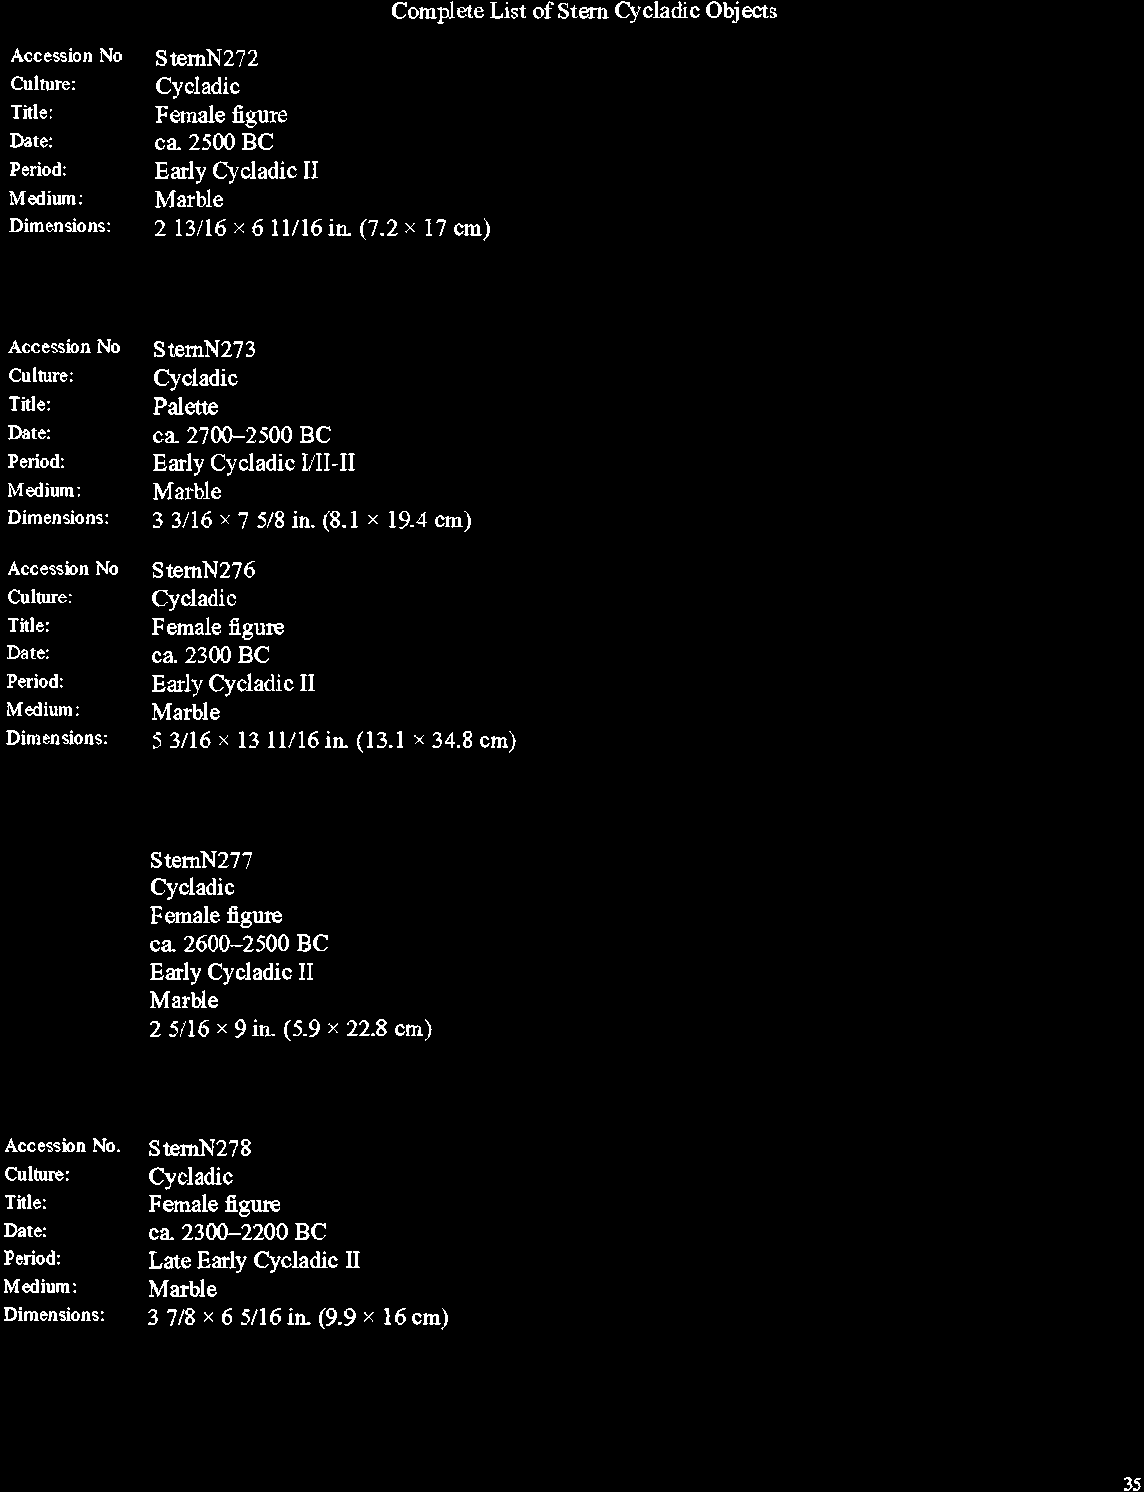 Complete List of Stern Cycladic Objects
Accession No SternN272
Culture: Cycladic
Title: Female figure
Date: ca. 2500 BC
Period: Early Cycladic II
Medium: Marble
Dimensions: 2 13/16 × 6 11/16 in. (7.2 × 17 cm)
Accession No SternN273
Culture: Cycladic
Title: Palette
Date: ca. 2700–2500 BC
Period: Early Cycladic I/II-II
Medium: Marble
Dimensions: 3 3/16 × 7 5/8 in. (8.1 × 19.4 cm)
Accession No SternN276
Culture: Cycladic
Title: Female figure
Date: ca. 2300 BC
Period: Early Cycladic II
Medium: Marble
Dimensions: 5 3/16 × 13 11/16 in. (13.1 × 34.8 cm)
SternN277
Cycladic
Female figure
ca. 2600–2500 BC
Early Cycladic II
Marble
2 5/16 × 9 in. (5.9 × 22.8 cm)
Accession No. SternN278
Culture: Cycladic
Title: Female figure
Date: ca. 2300–2200 BC
Period: Late Early Cycladic II
Medium: Marble
Dimensions: 3 7/8 × 6 5/16 in. (9.9 × 16 cm)
35